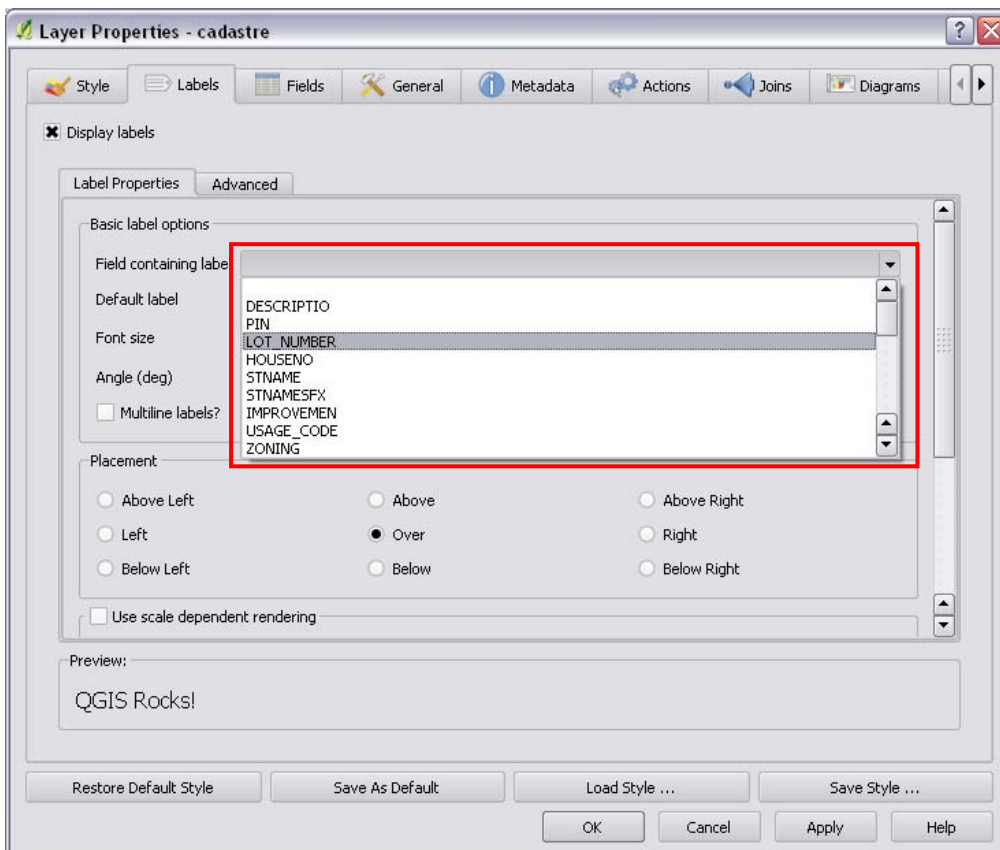 Layer Properties - cadastre
?
Style Labels Fields General Metadata Actions Joins Diagrams
Display labels
Label Properties Advanced
Basic label options
Field containing labe
Default label
DESCRIPTIO
PIN
Font size
LOT_NUMBER
HOUSENO
Angle (deg)
STNAME
STNAMESFX
Multiline labels?
IMPROVEMEN
USAGE_CODE
ZONING
Placement
Above Left Above Above Right
Left Over Right
Below Left Below Below Right
Use scale dependent rendering
Preview:
QGIS Rocks!
Restore Default Style Save As Default Load Style ... Save Style ...
OK Cancel Apply Help